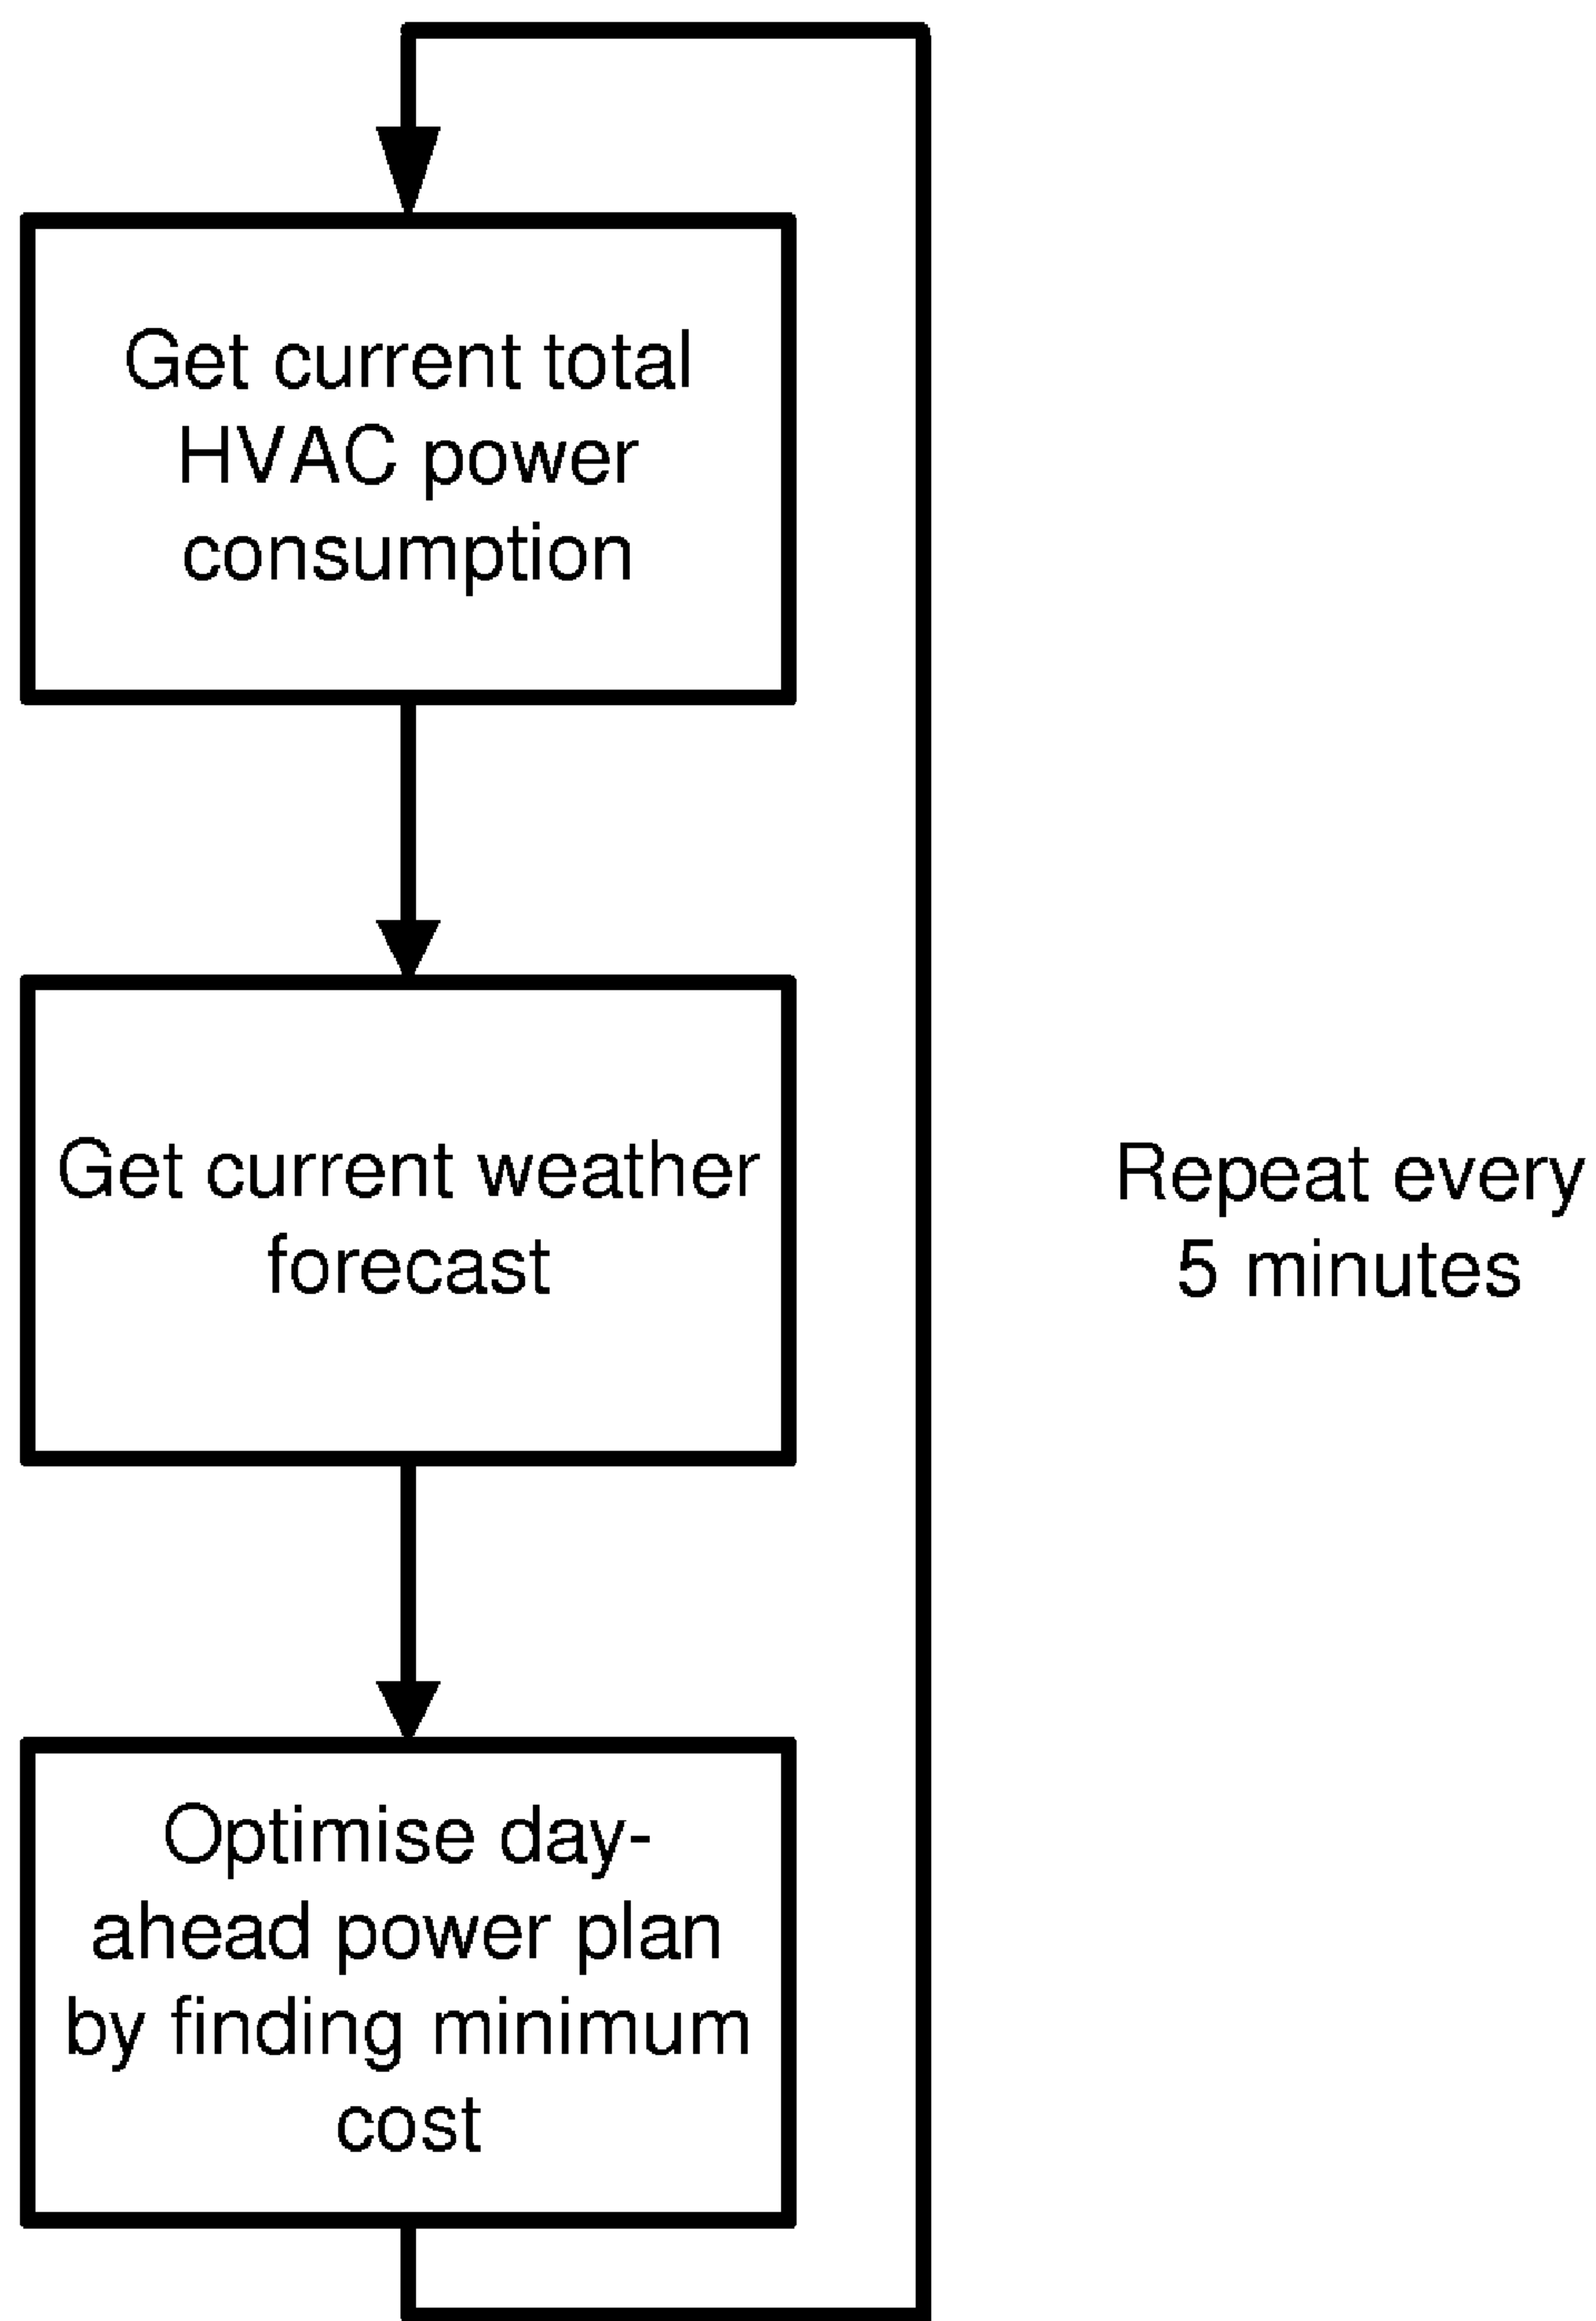 Get current total
HVAC power
consumption
Get current weather
forecast
Repeat every
5 minutes
Optimise day-
ahead power plan
by finding minimum
cost